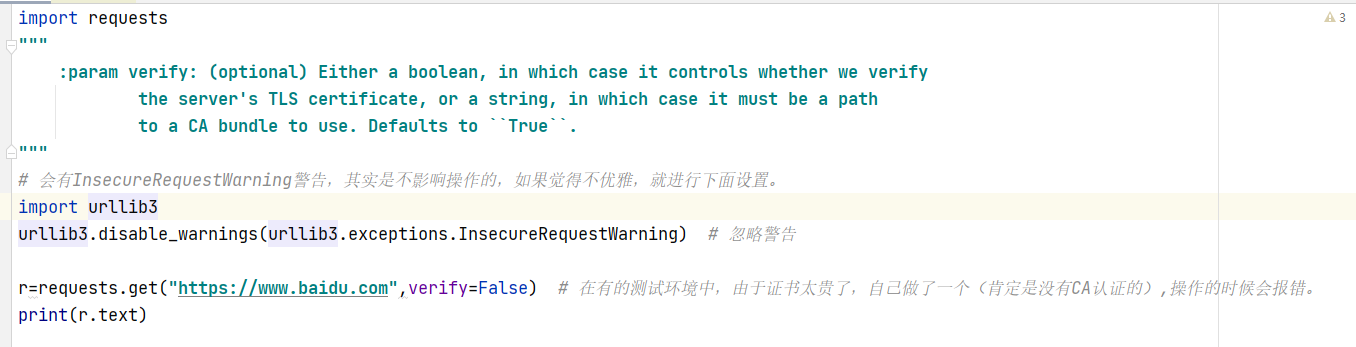 import requests
"""
    :param verify: (optional) Either a boolean, in which case it controls whether we verify
            the server's TLS certificate, or a string, in which case it must be a path
            to a CA bundle to use. Defaults to ``True``.
"""
# 会有InsecureRequestWarning警告，其实是不影响操作的，如果觉得不优雅，就进行下面设置。
import urllib3
urllib3.disable_warnings(urllib3.exceptions.InsecureRequestWarning)  # 忽略警告
r=requests.get("https://www.baidu.com",verify=False)  # 在有的测试环境中，由于证书太贵了，自己做了一个（肯定是没有CA认证的）,操作的时候会报错。
print(r.text)
3